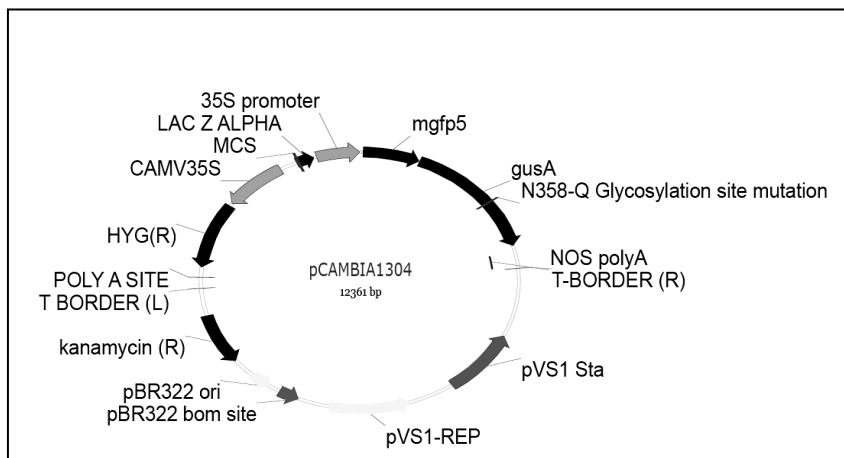 35S promoter
LAC Z ALPHA
MCS
CAMV35S
mgfp5
gusA
N358-Q Glycosylation site mutation
HYG(R)
pCAMBIA1304
12361 bp
NOS polyA
T-BORDER (R)
POLY A SITE
T BORDER (L)
kanamycin (R)
pVS1 Sta
pBR322 ori
pBR322 bom site
pVS1-REP